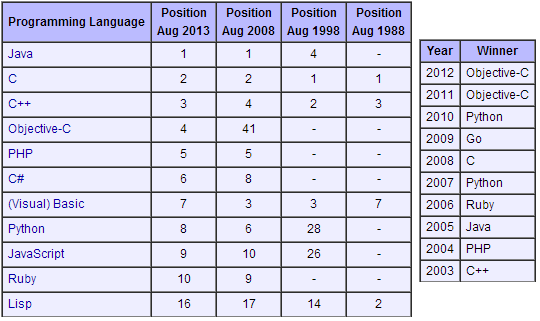 Programming Language Position Aug 2013 Position Aug 2008 Position Aug 1998 Position Aug 1988
Java 1 1 4 -
C 2 2 1 1
C++ 3 4 2 3
Objective-C 4 41 - -
PHP 5 5 - -
C# 6 8 - -
(Visual) Basic 7 3 3 7
Python 8 6 28 -
JavaScript 9 10 26 -
Ruby 10 9 - -
Lisp 16 17 14 2
Year Winner
2012 Objective-C
2011 Objective-C
2010 Python
2009 Go
2008 C
2007 Python
2006 Ruby
2005 Java
2004 PHP
2003 C++